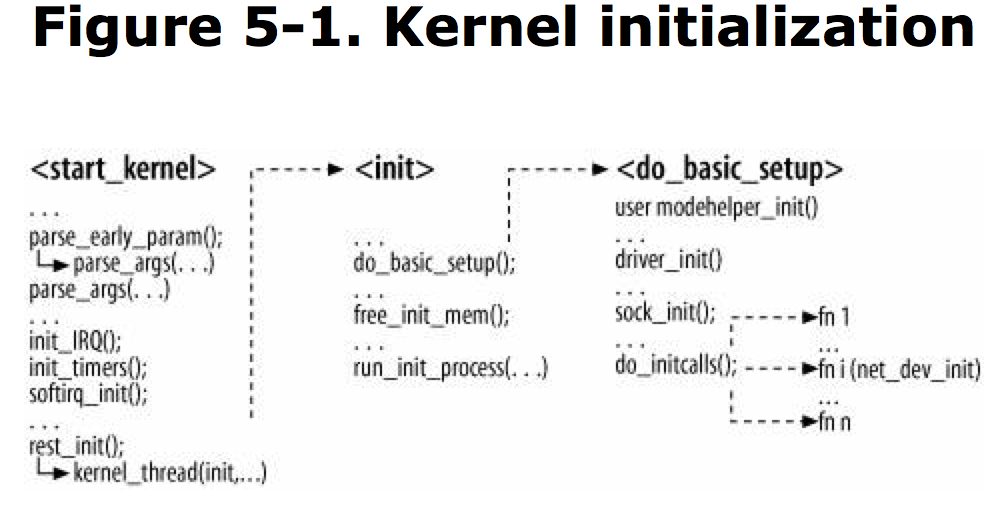 Figure 5-1. Kernel initialization
<start_kernel>
. . .
parse_early_param();
parse_args(. . .)
parse_args(. . .)
. . .
init_IRQ();
init_timers();
softirq_init();
. . .
rest_init();
kernel_thread(init,...)
<init>
. . .
do_basic_setup();
. . .
free_init_mem();
. . .
run_init_process(. . .)
<do_basic_setup>
user modehelper_init()
. . .
driver_init()
. . .
sock_init();
. . .
do_initcalls();
fn 1
...
fn i (net_dev_init)
...
fn n